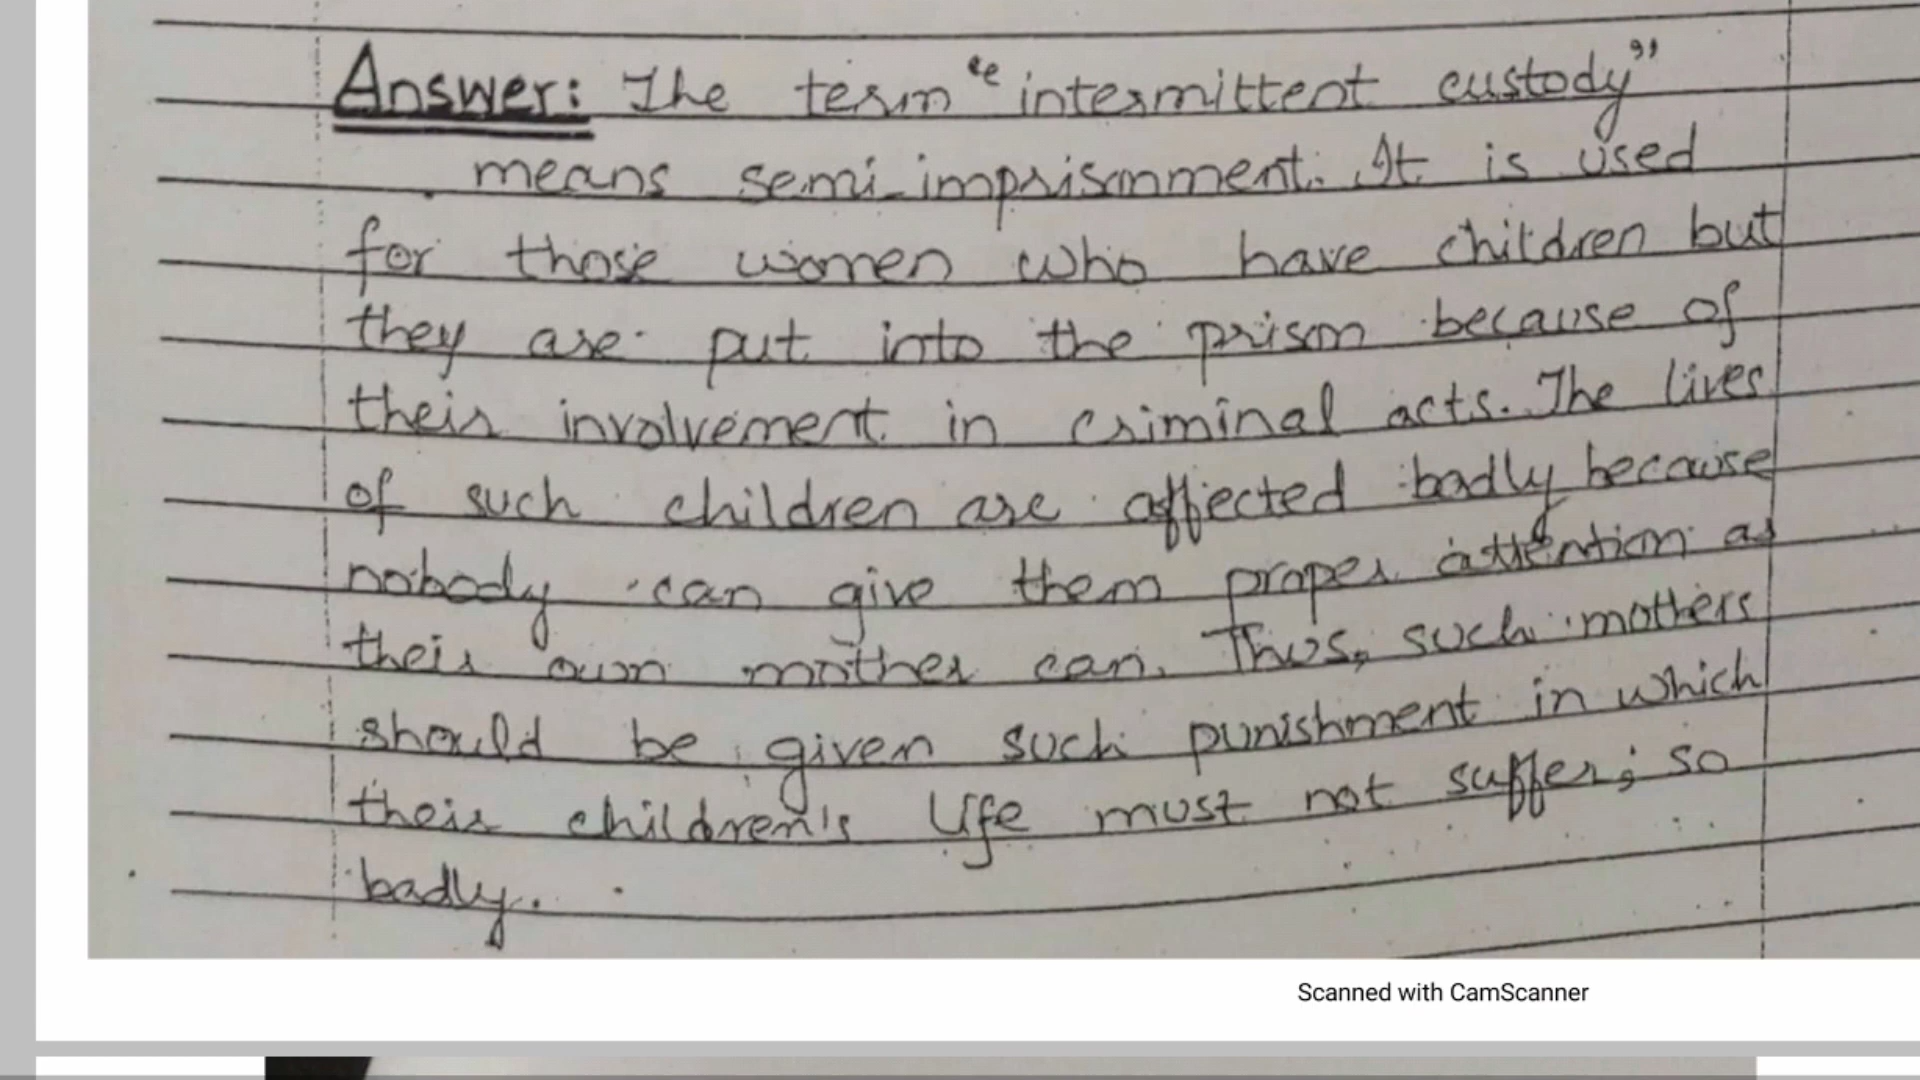 Answer: The term "intermittent custody"
means semi-imprisonment. It is used
for those women who have children but
they are put into the prison because of
their involvement in criminal acts. The lives
of such children are affected badly because
nobody can give them proper attention as
their own mother can. Thus, such mothers
should be given such punishment in which
their children's life must not suffer; so
badly.
Scanned with CamScanner